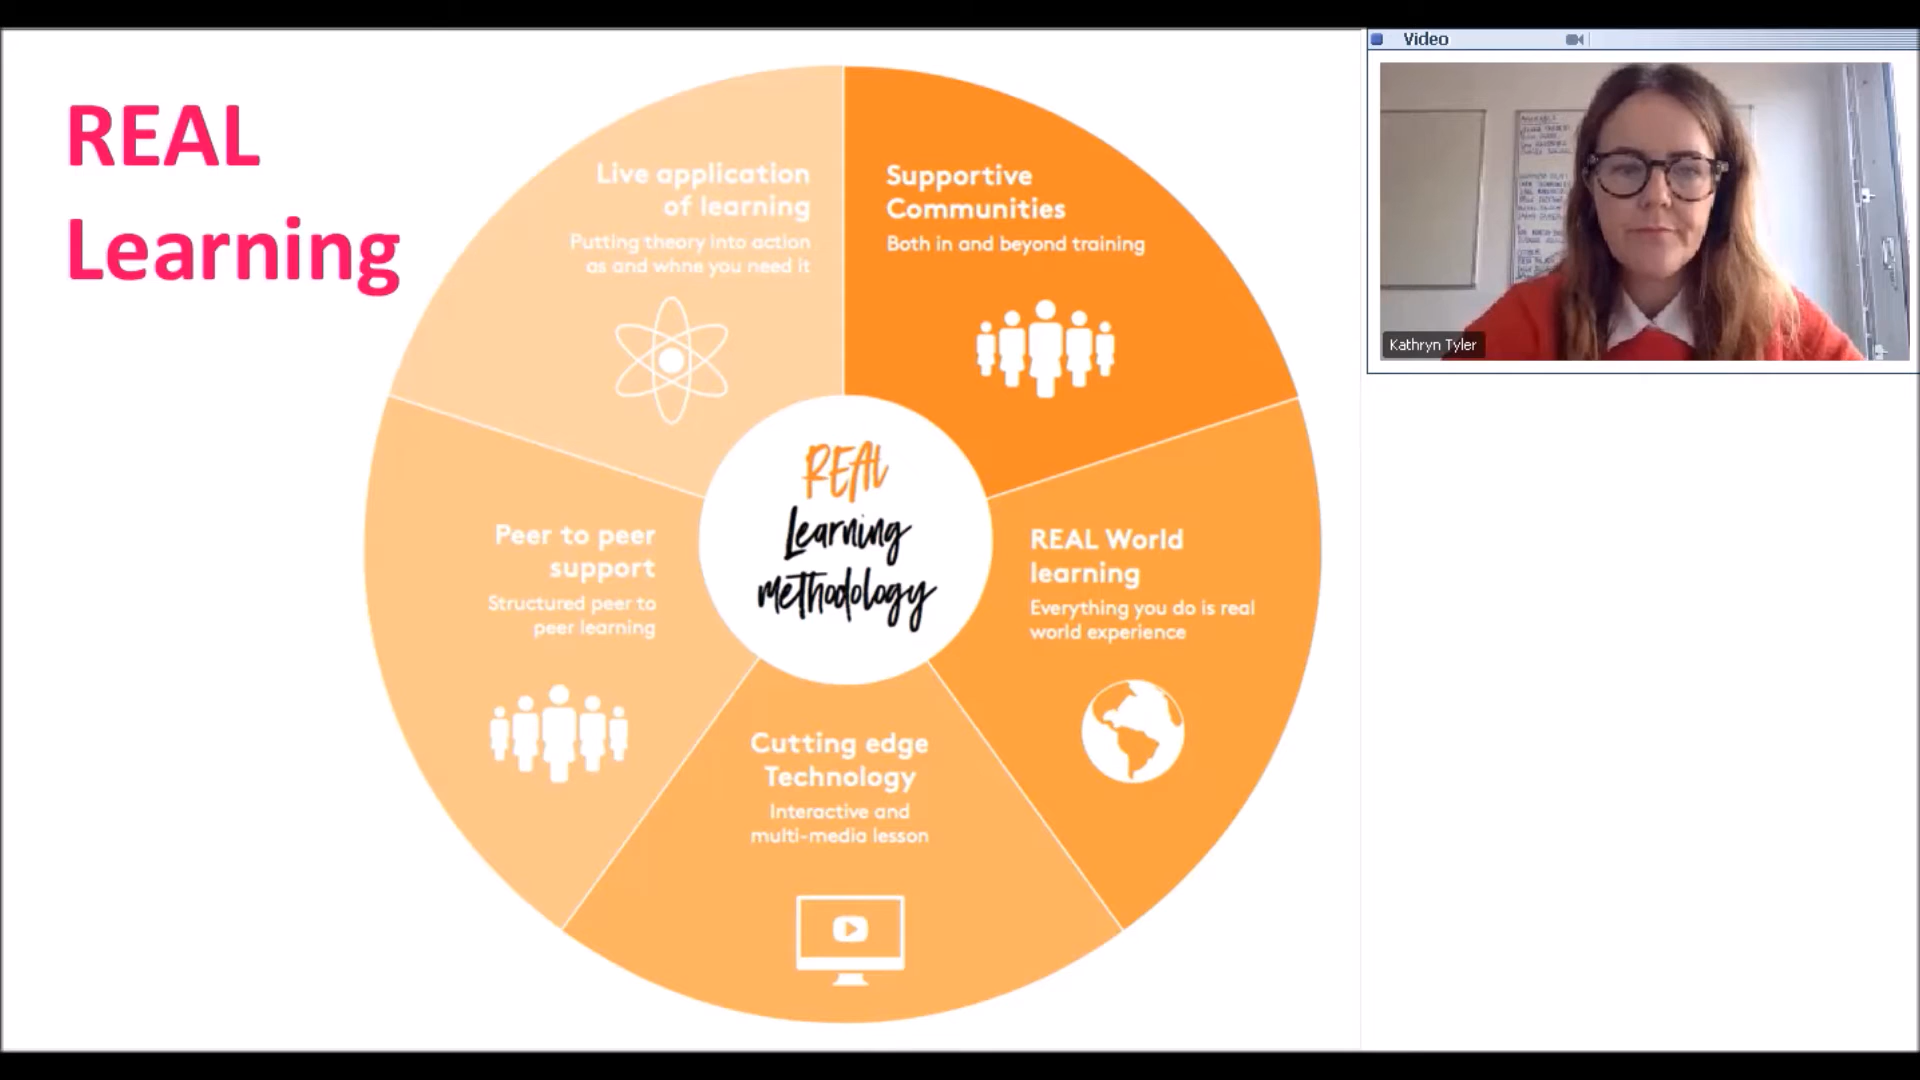 REAL
Learning
Live application
of learning
Putting theory into action
as and whne you need it
Supportive
Communities
Both in and beyond training
REAL World
learning
Everything you do is real
world experience
Cutting edge
Technology
Interactive and
multi-media lesson
Peer to peer
support
Structured peer to
peer learning
REAL
Learning
methodology
Video
Kathryn Tyler